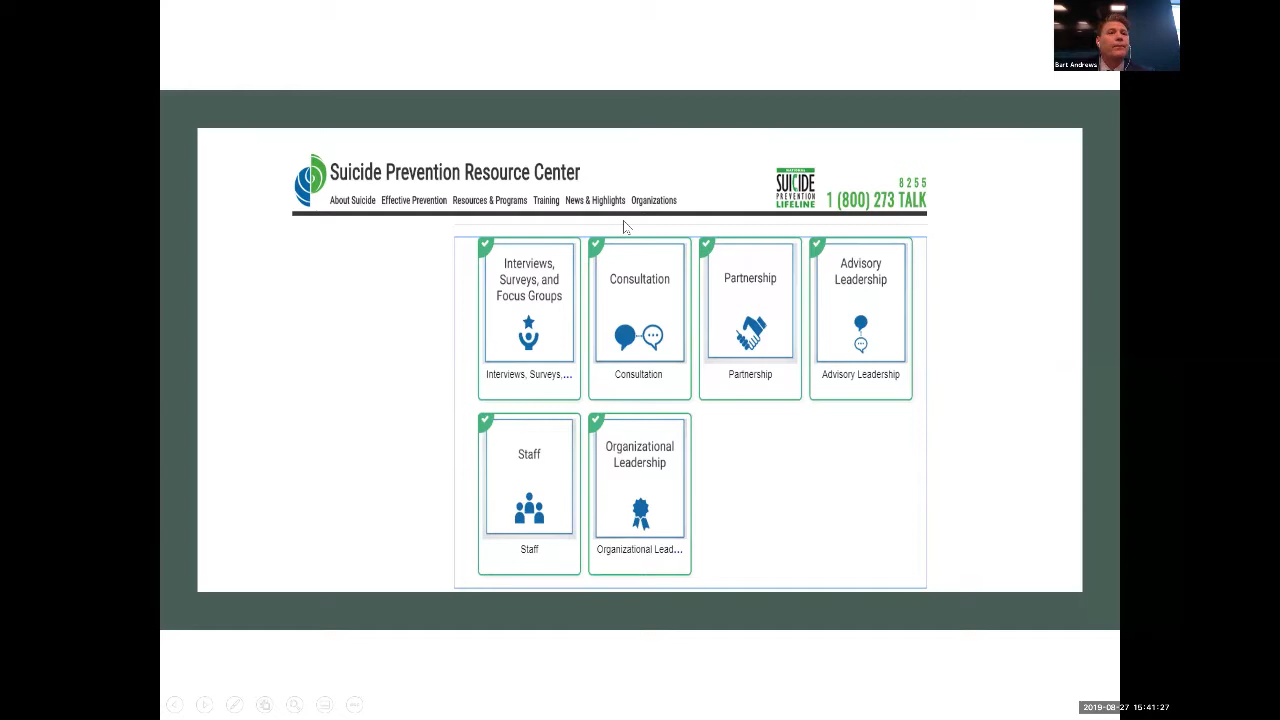 Bart Andrews
Suicide Prevention Resource Center
About Suicide Effective Prevention Resources & Programs Training News & Highlights Organizations
NATIONAL
SUICIDE
PREVENTION
LIFELINE
8255
1 (800) 273 TALK
Interviews,
Surveys, and
Focus Groups
Interviews, Surveys,...
Consultation
Consultation
Partnership
Partnership
Advisory
Leadership
Advisory Leadership
Staff
Staff
Organizational
Leadership
Organizational Lead...
2019-08-27 15:41:27